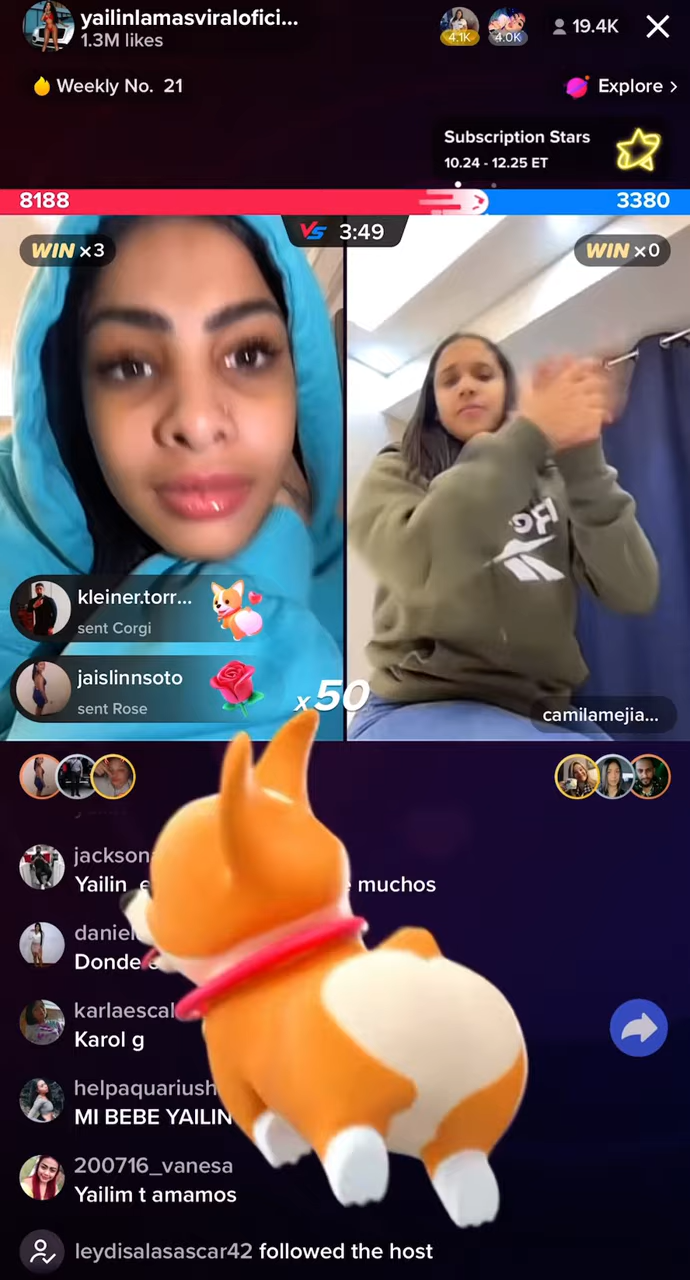 yailinlamasviralofici...
1.3M likes
4.1K
4.0K
19.4K
Weekly No. 21
Explore >
Subscription Stars
10.24 - 12.25 ET
8188
3380
VS 3:49
WIN x3
WIN x0
Re
kleiner.torr...
sent Corgi
jaislinnsoto
sent Rose
x50
camilamejia...
jackson
Yailin e muchos
daniel
Donde
karlaescal
Karol g
helpaquariush
MI BEBE YAILIN
200716_vanesa
Yailim t amamos
leydisalasascar42 followed the host